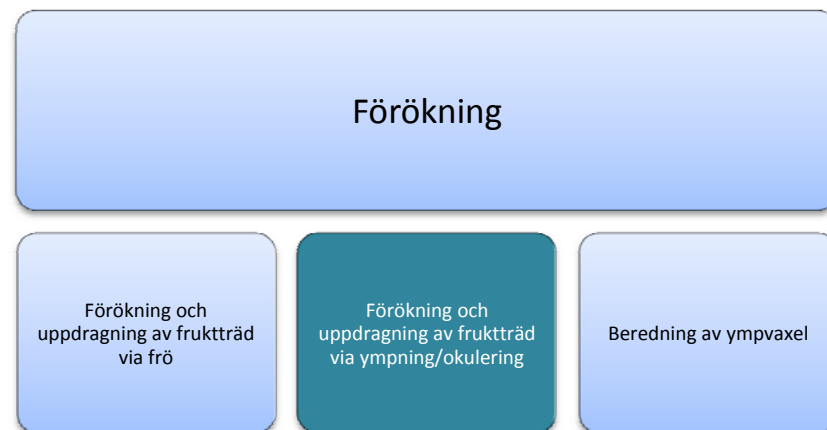 Förökning
Förökning och
uppdragning av fruktträd
via frö
Förökning och
uppdragning av fruktträd
via ympning/okulering
Beredning av ympvaxel